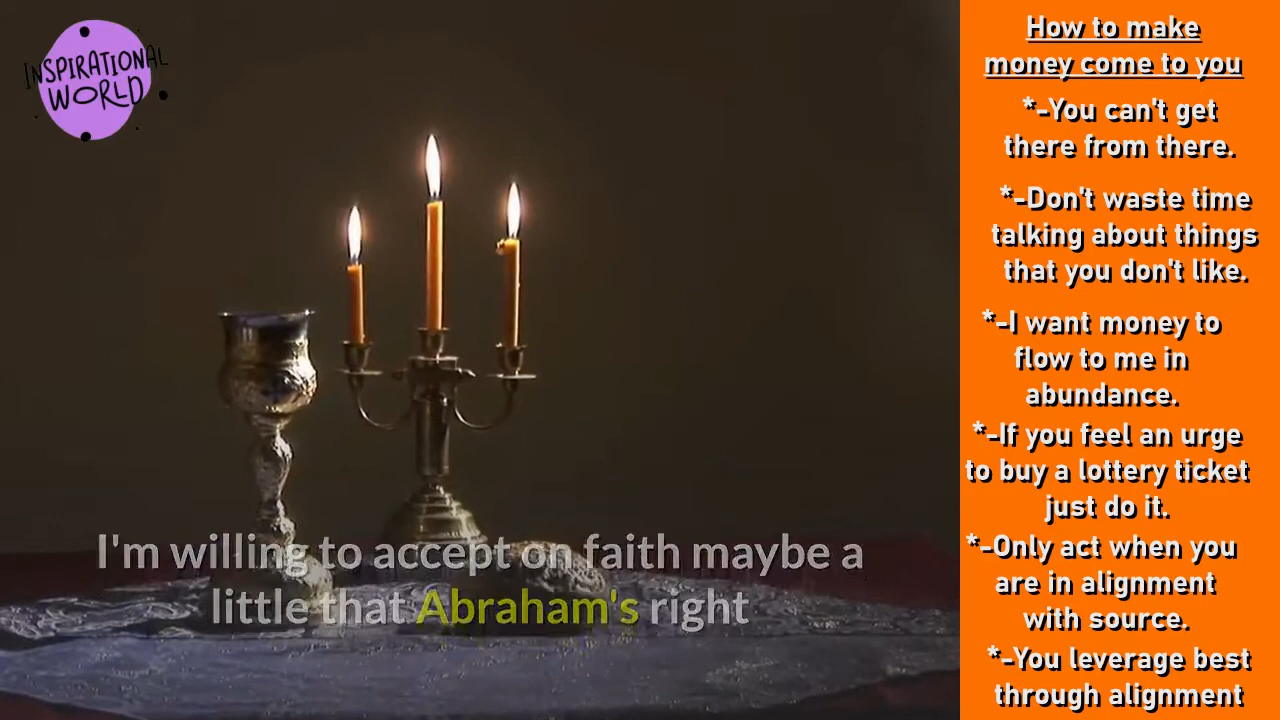 INSPIRATIONAL
WORLD
I'm willing to accept on faith maybe a
little that Abraham's right
How to make
money come to you
*-You can't get
there from there.
*-Don't waste time
talking about things
that you don't like.
*-I want money to
flow to me in
abundance.
*-If you feel an urge
to buy a lottery ticket
just do it.
*-Only act when you
are in alignment
with source.
*-You leverage best
through alignment